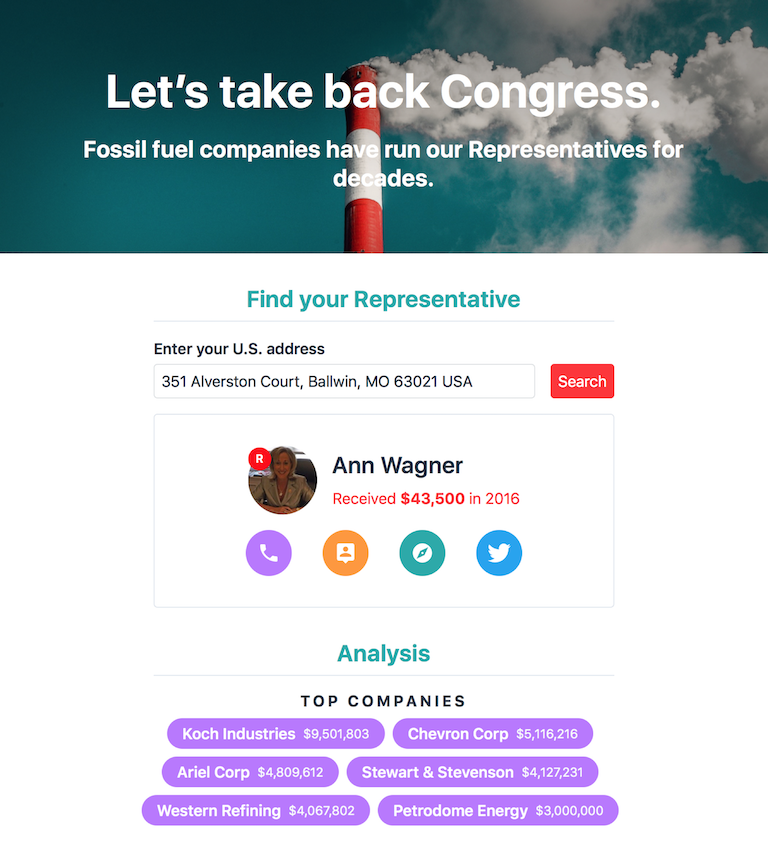 Let’s take back Congress.
Fossil fuel companies have run our Representatives for
decades.
Find your Representative
Enter your U.S. address
351 Alverston Court, Ballwin, MO 63021 USA
Search
R
Ann Wagner
Received $43,500 in 2016
Analysis
TOP COMPANIES
Koch Industries $9,501,803 Chevron Corp $5,116,216
Ariel Corp $4,809,612 Stewart & Stevenson $4,127,231
Western Refining $4,067,802 Petrodome Energy $3,000,000